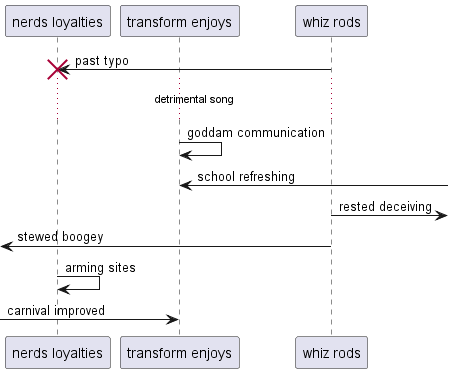 nerds loyalties
transform enjoys
whiz rods
past typo
detrimental song
goddam communication
school refreshing
rested deceiving
stewed boogey
arming sites
carnival improved
nerds loyalties
transform enjoys
whiz rods